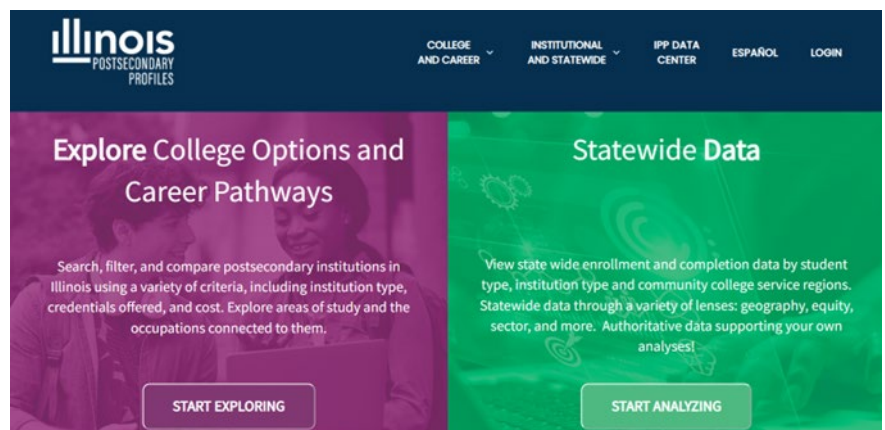 ILLINOIS
POSTSECONDARY
PROFILES
COLLEGE
AND CAREER
INSTITUTIONAL
AND STATEWIDE
IPP DATA
CENTER
ESPAÑOL
LOGIN
Explore College Options and
Career Pathways
Search, filter, and compare postsecondary institutions in
Illinois using a variety of criteria, including institution type,
credentials offered, and cost. Explore areas of study and the
occupations connected to them.
START EXPLORING
Statewide Data
View state wide enrollment and completion data by student
type, institution type and community college service regions.
Statewide data through a variety of lenses: geography, equity,
sector, and more. Authoritative data supporting your own
analyses!
START ANALYZING